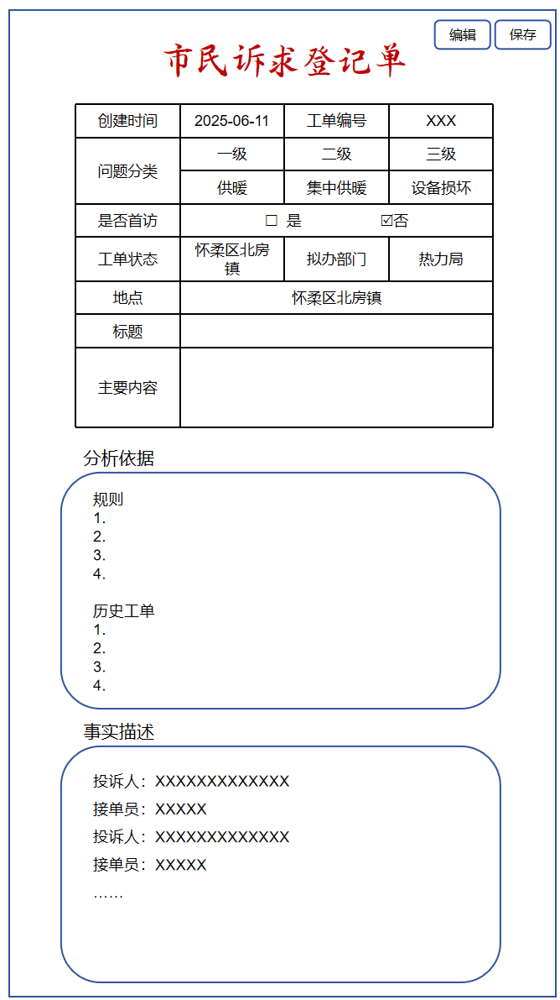 编辑 保存
市民诉求登记单
创建时间 2025-06-11 工单编号 XXX
问题分类 一级 二级 三级
供暖 集中供暖 设备损坏
是否首访 ☐ 是 ☑否
工单状态 怀柔区北房镇 拟办部门 热力局
地点 怀柔区北房镇
标题
主要内容
分析依据
规则
1.
2.
3.
4.
历史工单
1.
2.
3.
4.
事实描述
投诉人：XXXXXXXXXXXXX
接单员：XXXXX
投诉人：XXXXXXXXXXXXX
接单员：XXXXX
……